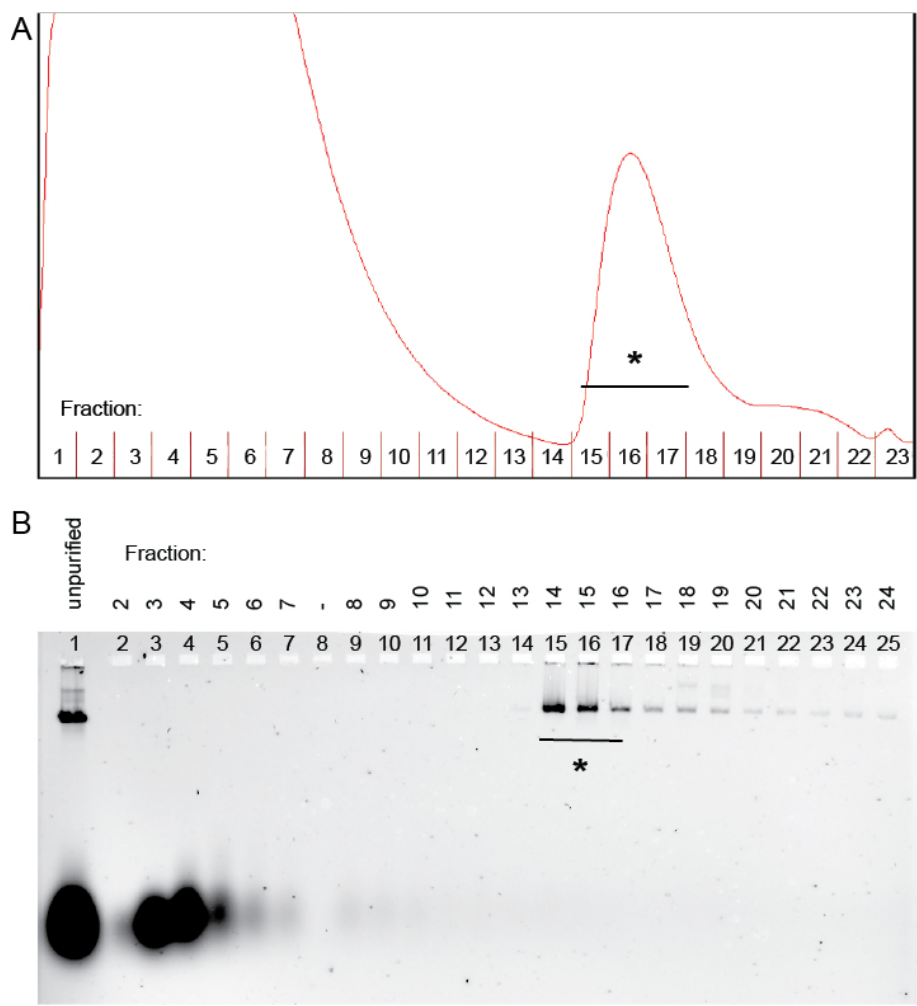 A
*
Fraction:
1 2 3 4 5 6 7 8 9 10 11 12 13 14 15 16 17 18 19 20 21 22 23
B
unpurified
Fraction:
2 3 4 5 6 7 - 8 9 10 11 12 13 14 15 16 17 18 19 20 21 22 23 24
1 2 3 4 5 6 7 8 9 10 11 12 13 14 15 16 17 18 19 20 21 22 23 24 25
*